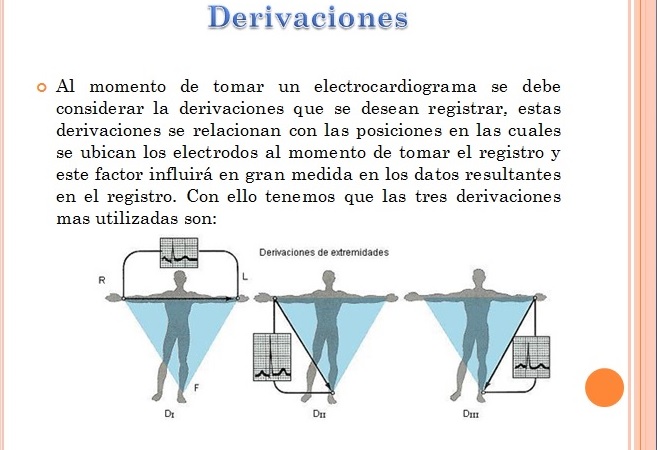 Derivaciones
Al momento de tomar un electrocardiograma se debe
considerar la derivaciones que se desean registrar, estas
derivaciones se relacionan con las posiciones en las cuales
se ubican los electrodos al momento de tomar el registro y
este factor influirá en gran medida en los datos resultantes
en el registro. Con ello tenemos que las tres derivaciones
mas utilizadas son:
Derivaciones de extremidades
R
L
F
DI
DII
DIII